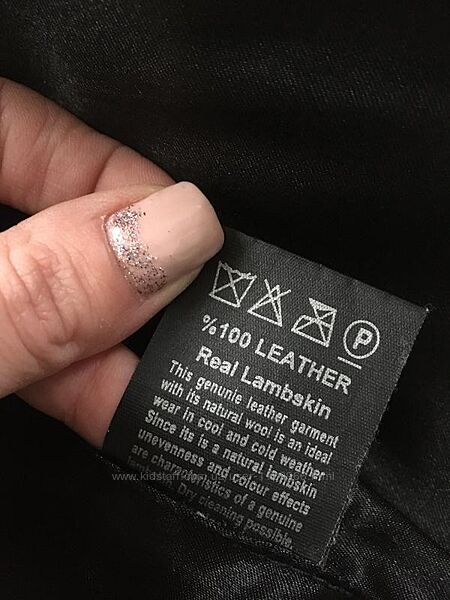 P
%100 LEATHER
Real Lambskin
This genunie leather garment
with its natural wool is an ideal
wear in cool and cold weather
Since its is a natural lambskin
unevenness and colour effects
are characteristics of a genuine
Dry cleaning possible